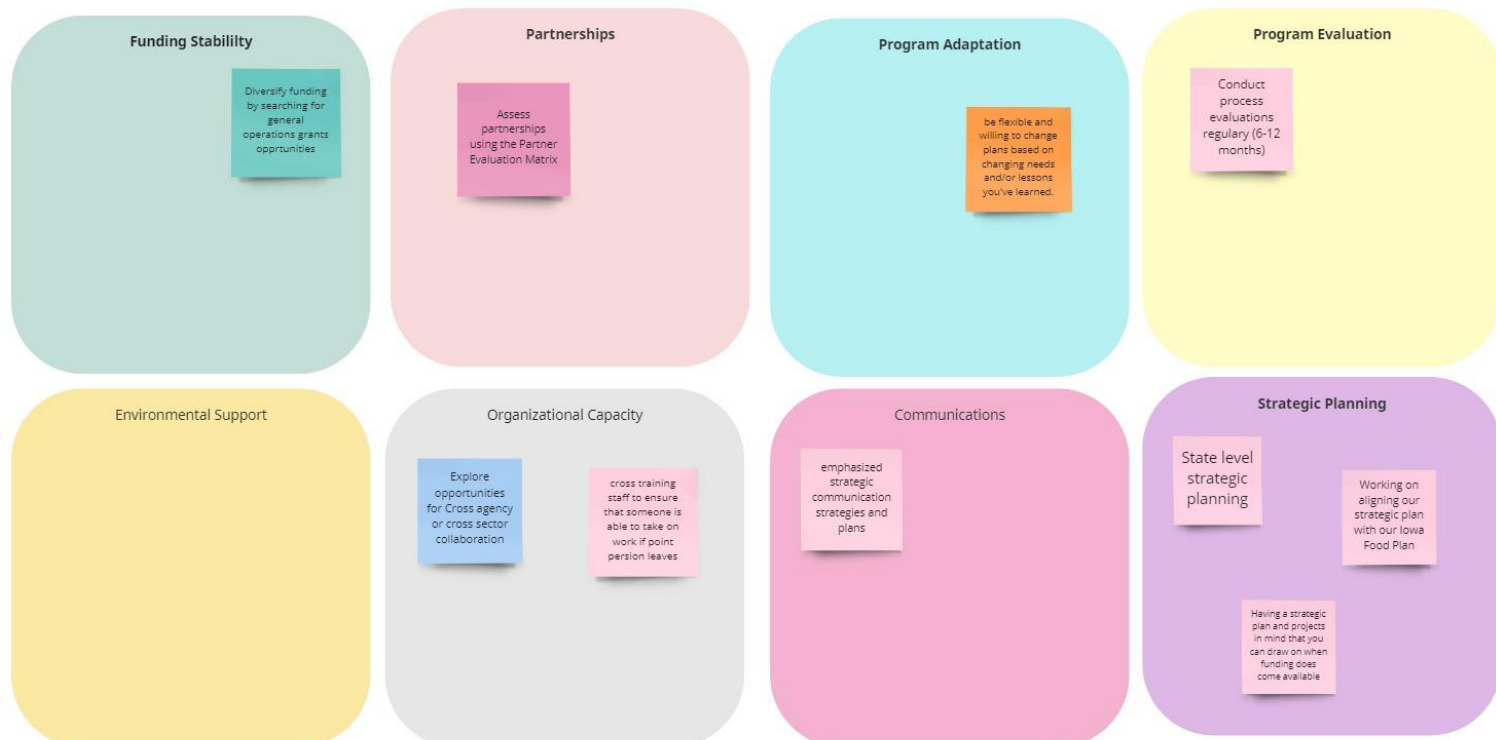 Funding Stabililty
Diversify funding
by searching for
general
operations grants
opprtunities
Partnerships
Assess
partnerships
using the Partner
Evaluation Matrix
Program Adaptation
be flexible and
willing to change
plans based on
changing needs
and/or lessons
you've learned.
Program Evaluation
Conduct
process
evaluations
regulary (6-12
months)
Environmental Support
Organizational Capacity
Explore
opportunities
for Cross agency
or cross sector
collaboration
cross training
staff to ensure
that someone is
able to take on
work if point
persion leaves
Communications
emphasized
strategic
communication
strategies and
plans
Strategic Planning
State level
strategic
planning
Working on
aligning our
strategic plan
with our Iowa
Food Plan
Having a strategic
plan and projects
in mind that you
can draw on when
funding does
come available